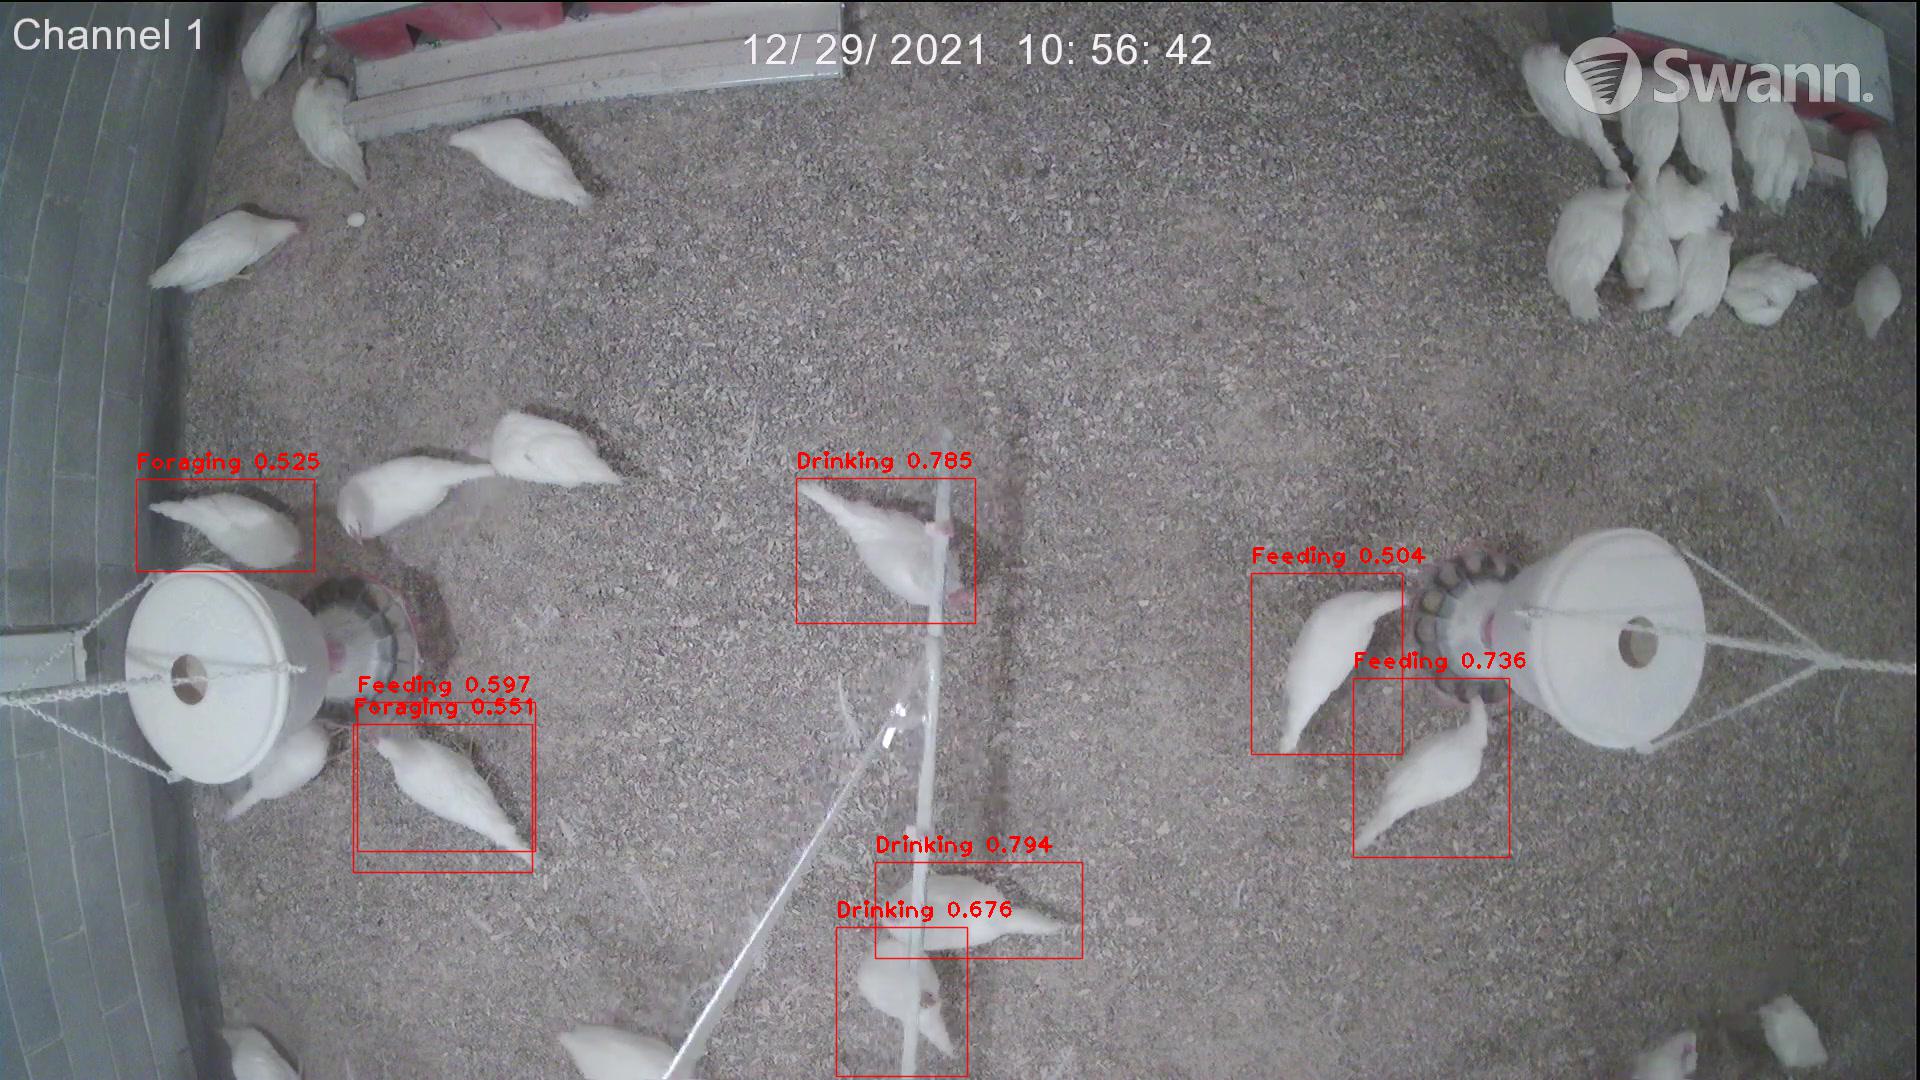 Channel 1
12/ 29/ 2021 10: 56: 42
Swann.
Foraging 0.525
Drinking 0.785
Feeding 0.504
Feeding 0.736
Feeding 0.597
Foraging 0.551
Drinking 0.794
Drinking 0.676